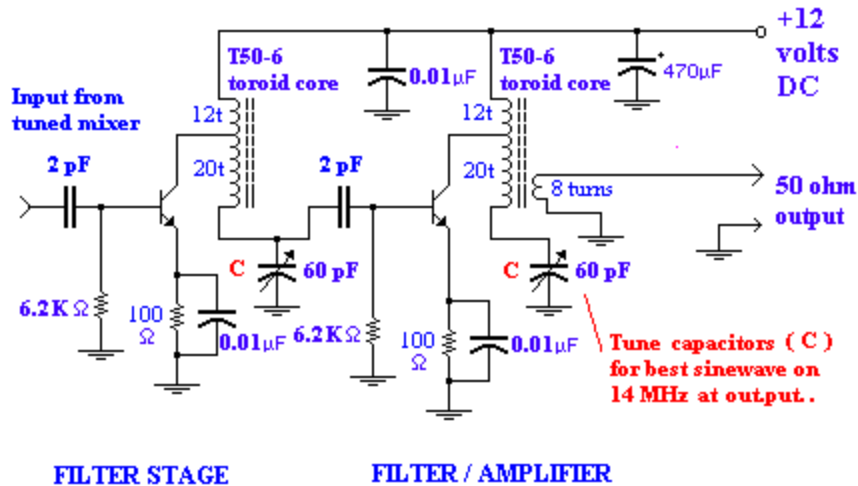 +12
volts
DC
T50-6
toroid core
T50-6
toroid core
0.01µF
470µF
+
Input from
tuned mixer
12t
12t
2 pF
20t
2 pF
20t
8 turns
50 ohm
output
C
60 pF
C
60 pF
6.2K Ω
100
Ω
0.01µF
6.2K Ω
100
Ω
0.01µF
Tune capacitors ( C )
for best sinewave on
14 MHz at out.put. .
FILTER STAGE
FILTER / AMPLIFIER